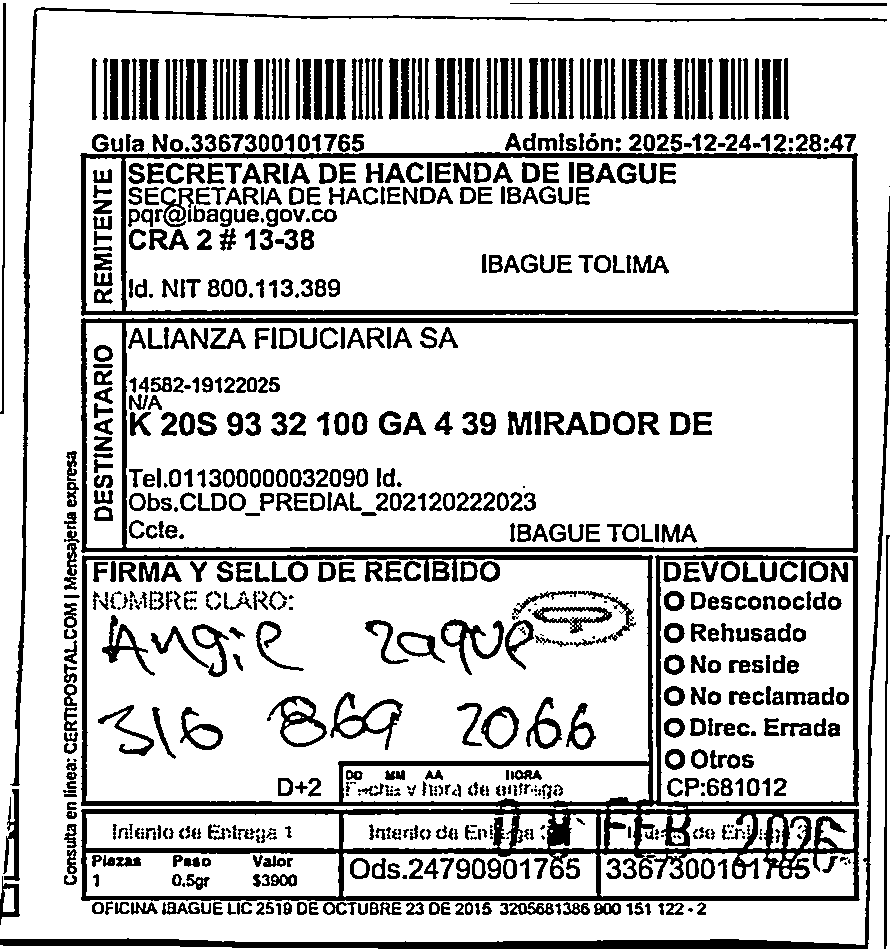 Guia No.3367300101765 Admisión: 2025-12-24-12:28:47
REMITENTE
SECRETARIA DE HACIENDA DE IBAGUE
SECRETARIA DE HACIENDA DE IBAGUE
pqr@ibague.gov.co
CRA 2 # 13-38
IBAGUE TOLIMA
Id. NIT 800.113.389
DESTINATARIO
ALIANZA FIDUCIARIA SA
14582-19122025
N/A
K 20S 93 32 100 GA 4 39 MIRADOR DE
Tel.011300000032090 Id.
Obs.CLDO_PREDIAL_202120222023
Ccte. IBAGUE TOLIMA
Consulta en linea: CERTIPOSTAL.COM | Mensajeria expresa
FIRMA Y SELLO DE RECIBIDO
NOMBRE CLARO:
Angie Zaque
316 869 2066
D+2
DD MM AA HORA
Fecha y hora de entrega
DEVOLUCION
Desconocido
Rehusado
No reside
No reclamado
Direc. Errada
Otros
CP:681012
Intento de Entrega 1 Intento de Entrega de
FEB 2026
Piezas Peso Valor
1 0.5gr $3900
Ods.24790901765 3367300101765
OFICINA IBAGUE LIC 2519 DE OCTUBRE 23 DE 2015 3205681386 900 151 122 - 2